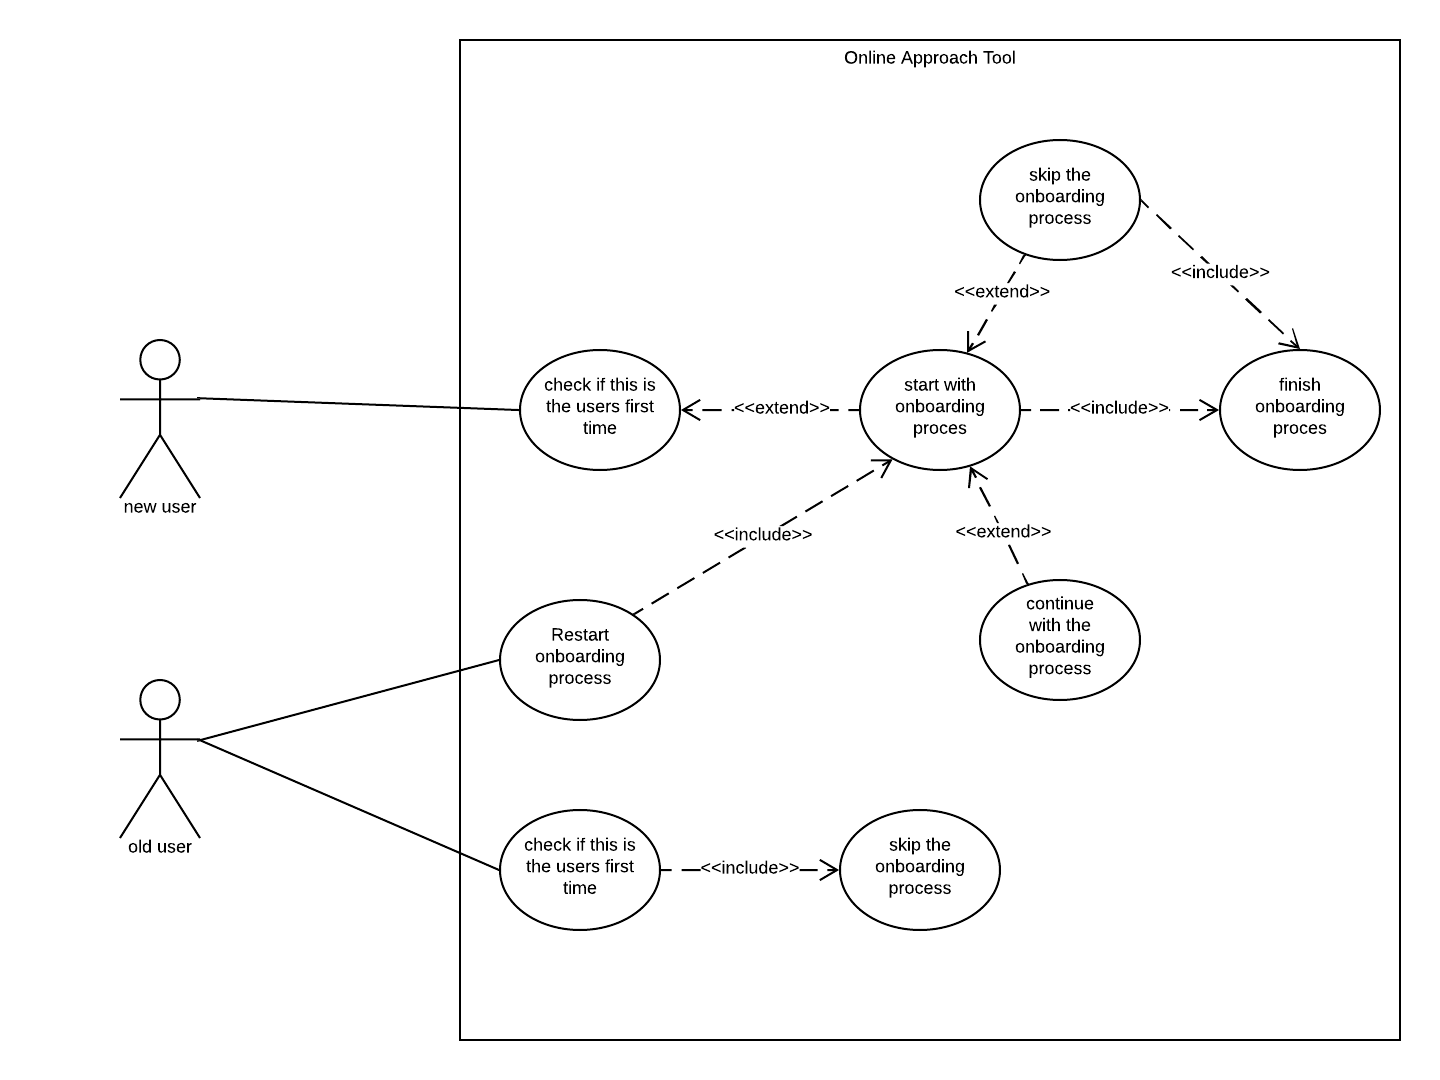 Online Approach Tool
skip the
onboarding
process
<<include>>
<<extend>>
check if this is
the users first
time
<<extend>>
start with
onboarding
proces
<<include>>
finish
onboarding
proces
new user
<<include>>
<<extend>>
Restart
onboarding
process
continue
with the
onboarding
process
old user
check if this is
the users first
time
<<include>>
skip the
onboarding
process